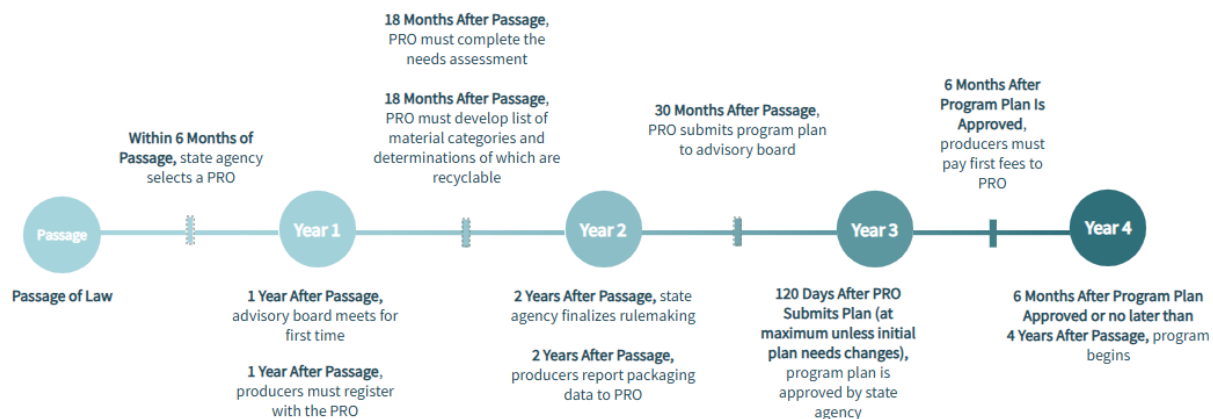 18 Months After Passage,
PRO must complete the
needs assessment
18 Months After Passage,
PRO must develop list of
material categories and
determinations of which are
recyclable
Within 6 Months of
Passage, state agency
selects a PRO
30 Months After Passage,
PRO submits program plan
to advisory board
6 Months After
Program Plan Is
Approved,
producers must
pay first fees to
PRO
Passage
Year 1
Year 2
Year 3
Year 4
Passage of Law
1 Year After Passage,
advisory board meets for
first time
1 Year After Passage,
producers must register
with the PRO
2 Years After Passage, state
agency finalizes rulemaking
2 Years After Passage,
producers report packaging
data to PRO
120 Days After PRO
Submits Plan (at
maximum unless initial
plan needs changes),
program plan is
approved by state
agency
6 Months After Program Plan
Approved or no later than
4 Years After Passage, program
begins